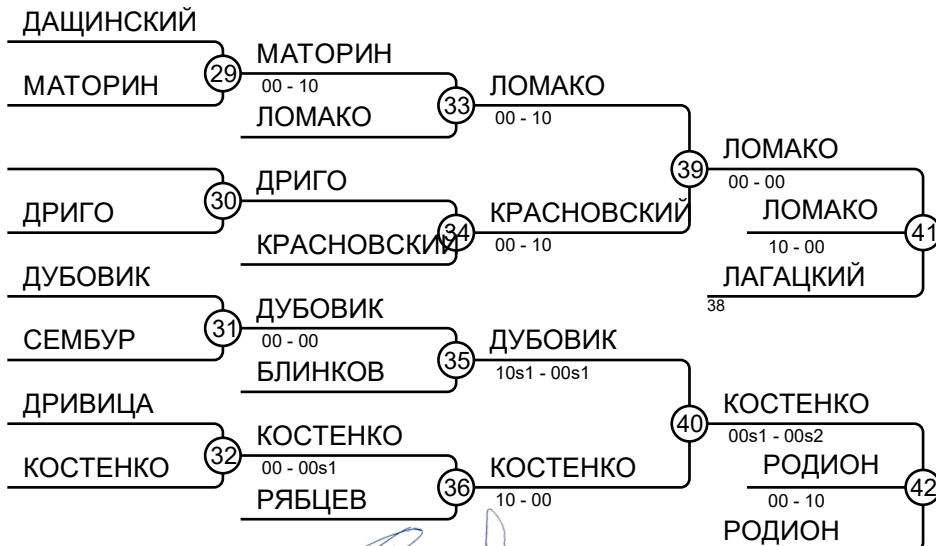 ДАЩИНСКИЙ
МАТОРИН
29
МАТОРИН
00 - 10
ЛОМАКО
33
ЛОМАКО
00 - 10
ДРИГО
30
ДРИГО
КРАСНОВСКИЙ
34
КРАСНОВСКИЙ
00 - 10
39
ЛОМАКО
00 - 00
ЛОМАКО
10 - 00
ЛАГАЦКИЙ
38
41
ДУБОВИК
СЕМБУР
31
ДУБОВИК
00 - 00
БЛИНКОВ
35
ДУБОВИК
10s1 - 00s1
ДРИВИЦА
КОСТЕНКО
32
КОСТЕНКО
00 - 00s1
РЯБЦЕВ
36
КОСТЕНКО
10 - 00
40
КОСТЕНКО
00s1 - 00s2
РОДИОН
00 - 10
РОДИОН
42